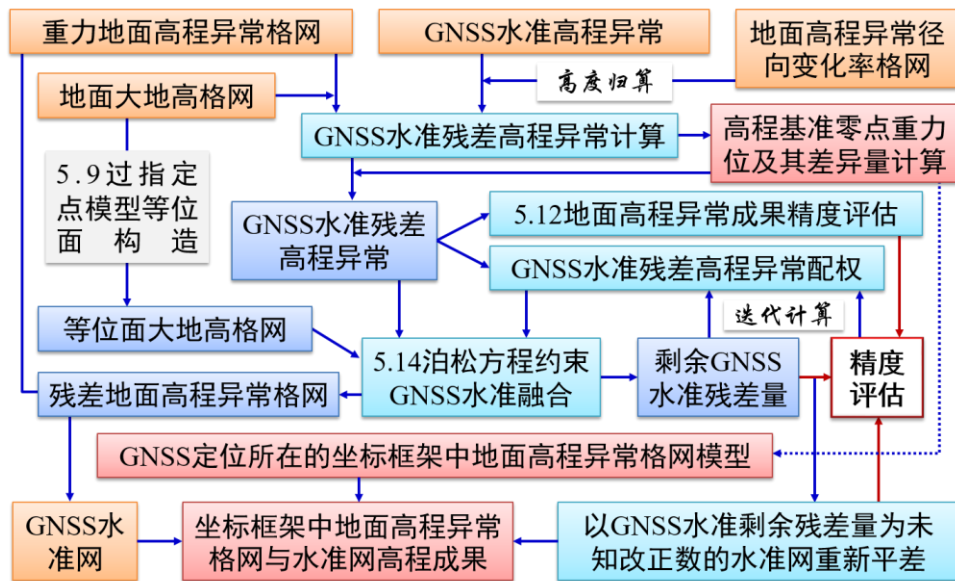 重力地面高程异常格网
GNSS水准高程异常
地面高程异常径
向变化率格网
高度归算
地面大地高格网
GNSS水准残差高程异常计算
高程基准零点重力
位及其差异量计算
5.9过指定
点模型等位
面构造
GNSS水准残差
高程异常
5.12地面高程异常成果精度评估
GNSS水准残差高程异常配权
迭代计算
等位面大地高格网
5.14泊松方程约束
GNSS水准融合
剩余GNSS
水准残差量
精度
评估
残差地面高程异常格网
GNSS定位所在的坐标框架中地面高程异常格网模型
GNSS水
准网
坐标框架中地面高程异常
格网与水准网高程成果
以GNSS水准剩余残差量为未
知改正数的水准网重新平差